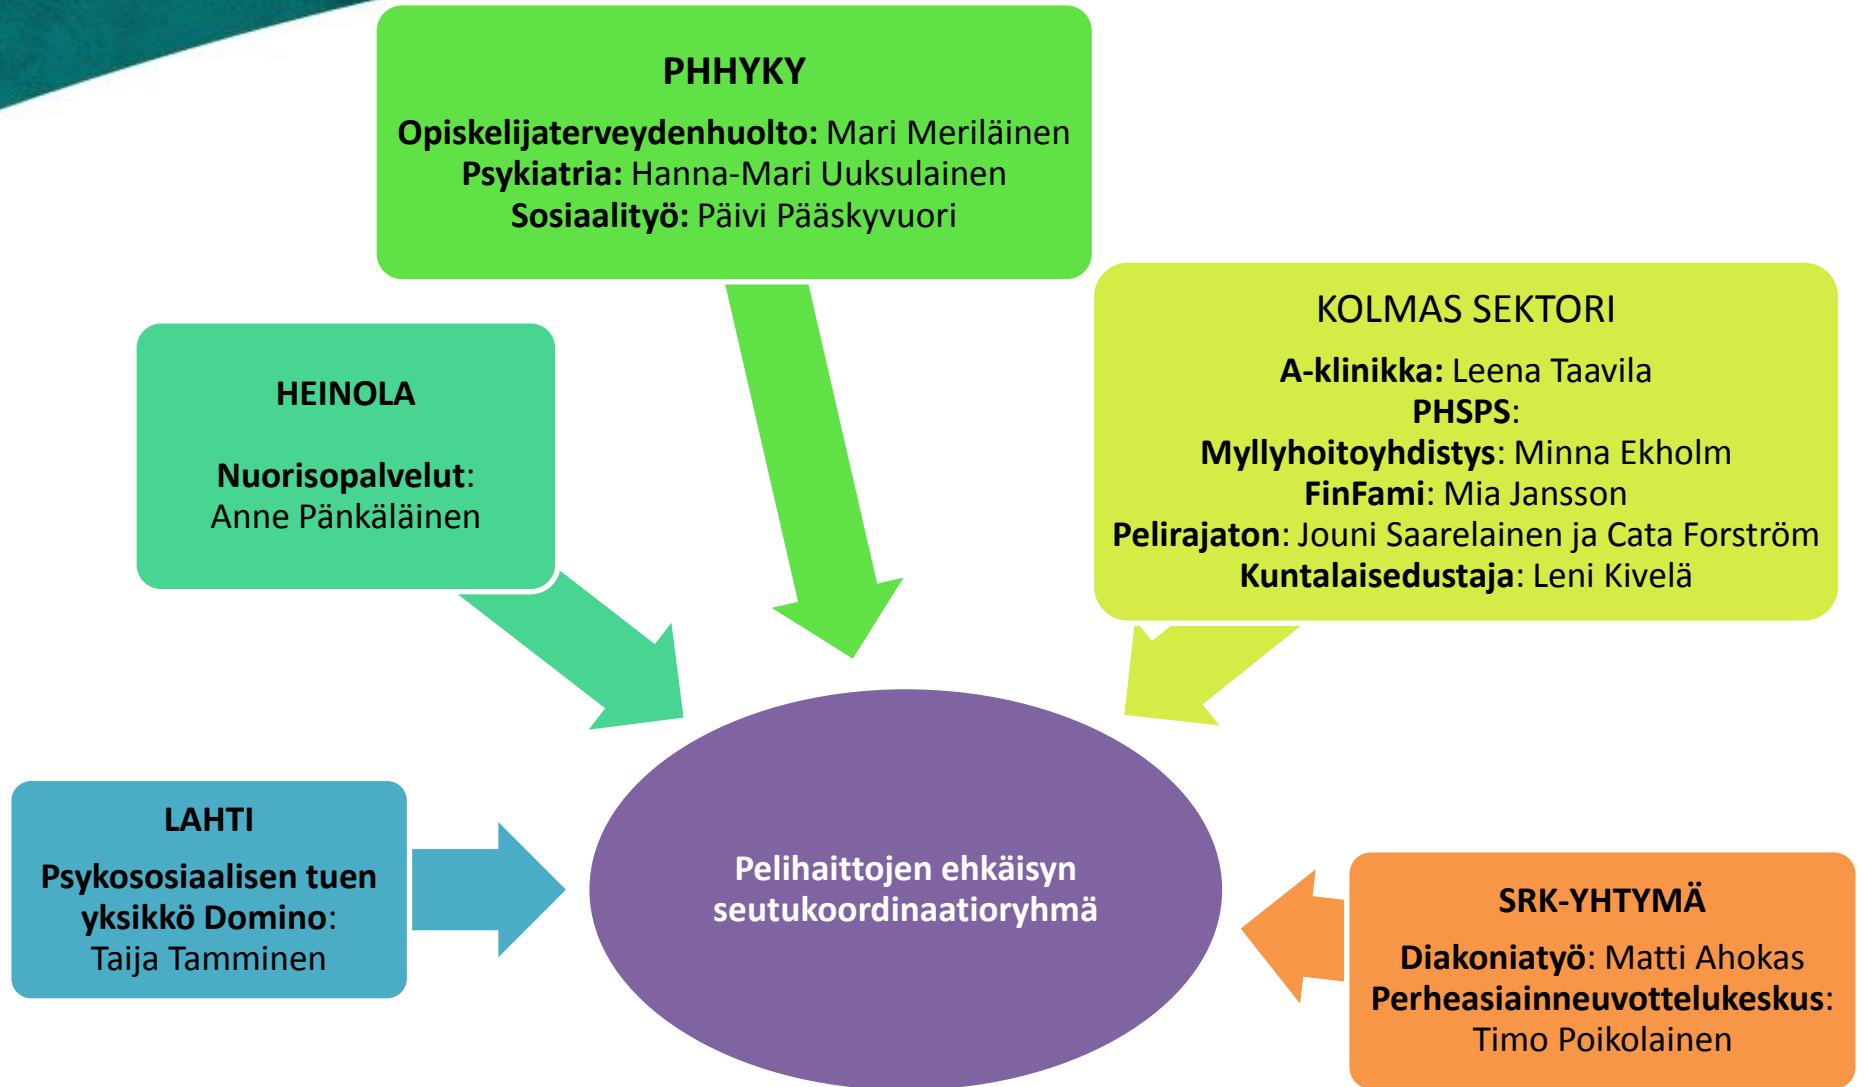 PHHYKY
Opiskelijaterveydenhuolto: Mari Meriläinen
Psykiatria: Hanna-Mari Uuksulainen
Sosiaalityö: Päivi Pääskyvuori
KOLMAS SEKTORI
A-klinikka: Leena Taavila
PHSPS:
Myllyhoitoyhdistys: Minna Ekholm
FinFami: Mia Jansson
Pelirajaton: Jouni Saarelainen ja Cata Forström
Kuntalaisedustaja: Leni Kivelä
HEINOLA
Nuorisopalvelut:
Anne Pänkäläinen
LAHTI
Psykososiaalisen tuen
yksikkö Domino:
Taija Tamminen
Pelihaittojen ehkäisyn
seutukoordinaatioryhmä
SRK-YHTYMÄ
Diakoniatyö: Matti Ahokas
Perheasiainneuvottelukeskus:
Timo Poikolainen